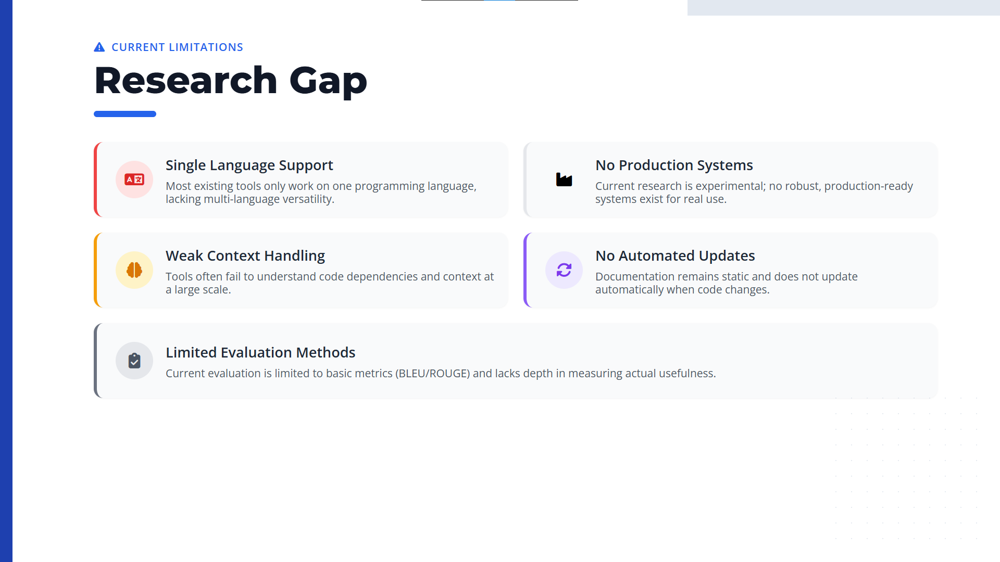 CURRENT LIMITATIONS
Research Gap
Single Language Support
Most existing tools only work on one programming language,
lacking multi-language versatility.
No Production Systems
Current research is experimental; no robust, production-ready
systems exist for real use.
Weak Context Handling
Tools often fail to understand code dependencies and context at
a large scale.
No Automated Updates
Documentation remains static and does not update
automatically when code changes.
Limited Evaluation Methods
Current evaluation is limited to basic metrics (BLEU/ROUGE) and lacks depth in measuring actual usefulness.